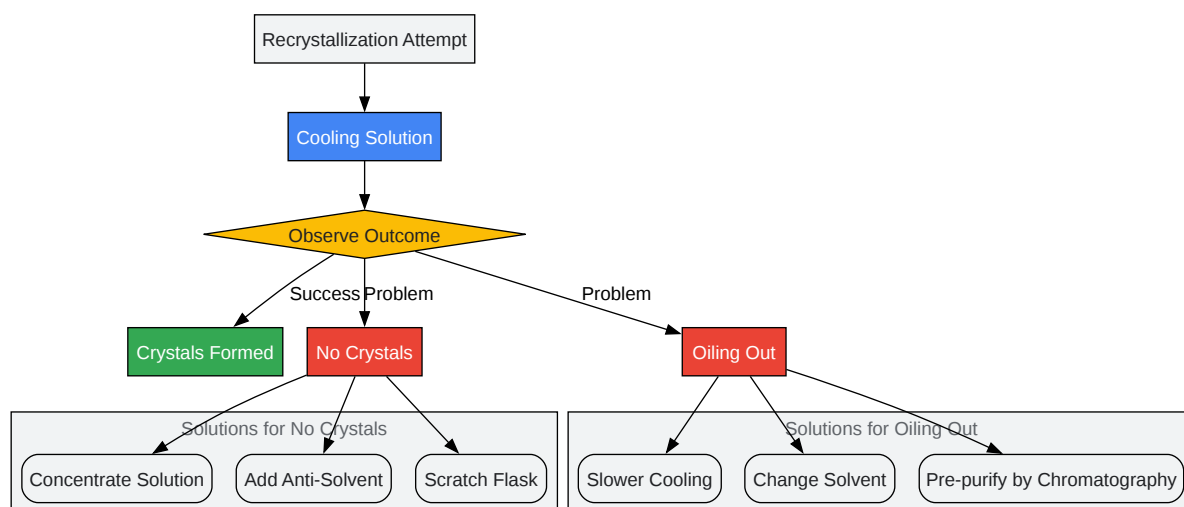 Recrystallization Attempt
Cooling Solution
Observe Outcome
Success
Problem
Problem
Crystals Formed
No Crystals
Oiling Out
Solutions for No Crystals
Solutions for Oiling Out
Concentrate Solution
Add Anti-Solvent
Scratch Flask
Slower Cooling
Change Solvent
Pre-purify by Chromatography